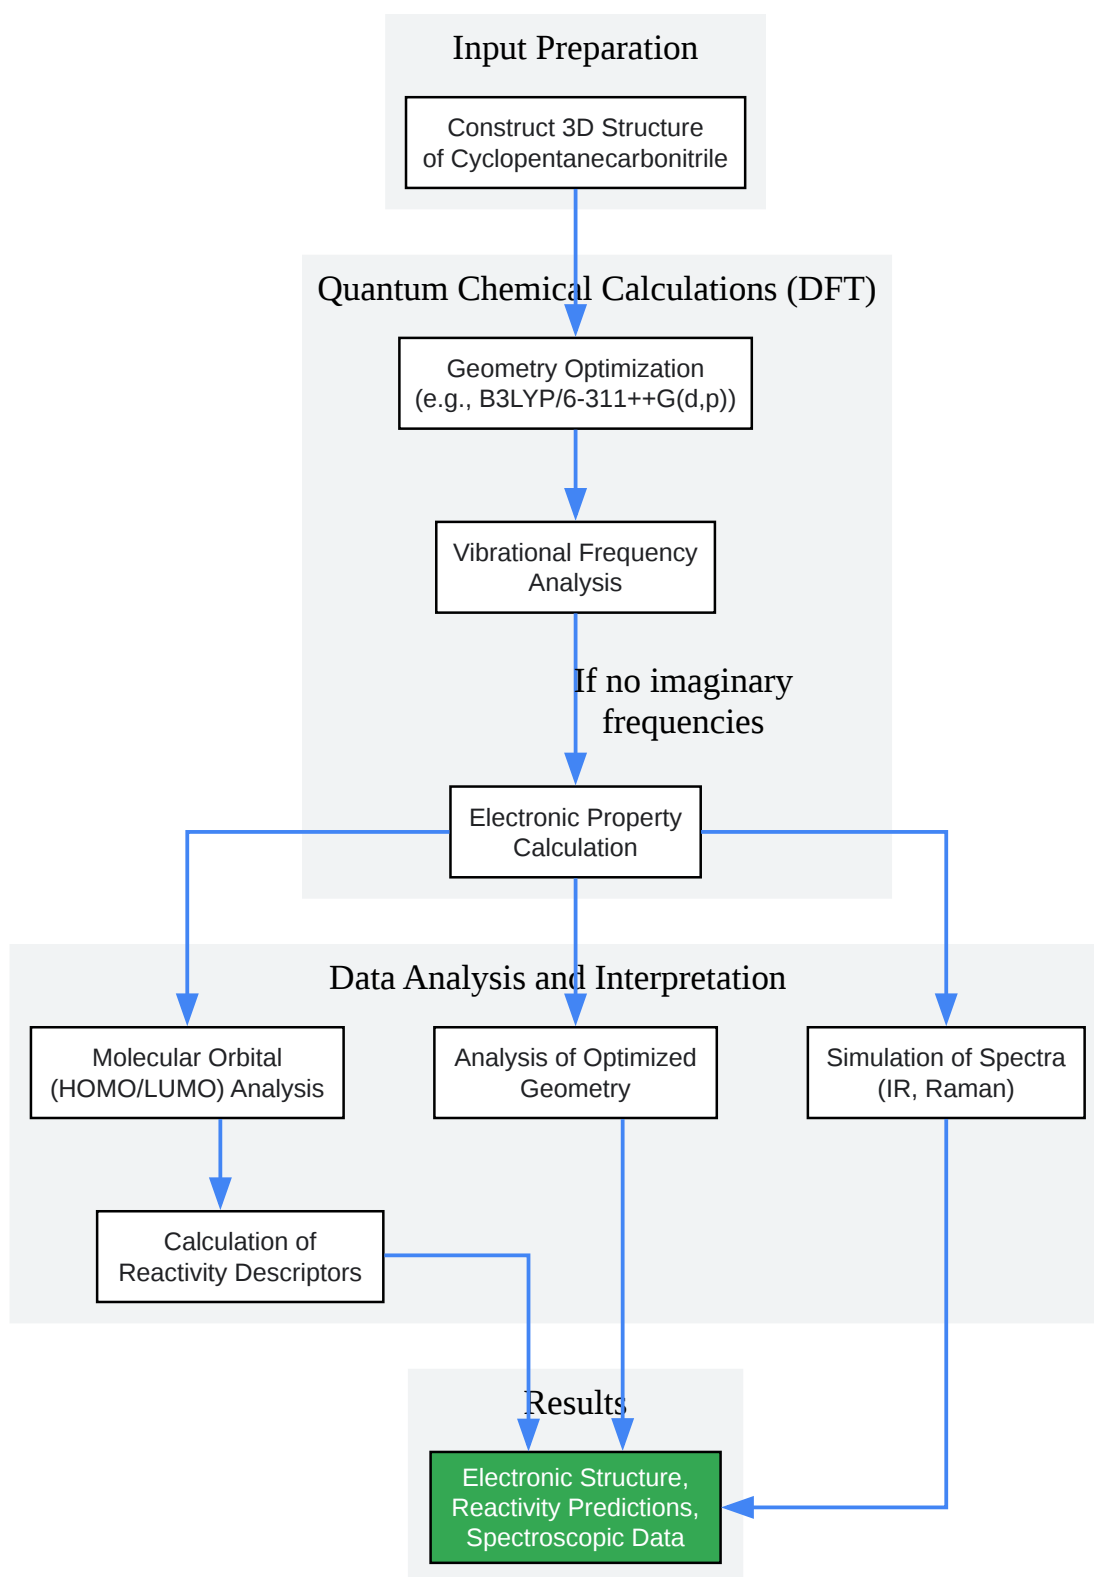 Input Preparation
Construct 3D Structure
of Cyclopentanecarbonitrile
Quantum Chemical Calculations (DFT)
Geometry Optimization
(e.g., B3LYP/6-311++G(d,p))
Vibrational Frequency
Analysis
If no imaginary
frequencies
Electronic Property
Calculation
Data Analysis and Interpretation
Molecular Orbital
(HOMO/LUMO) Analysis
Analysis of Optimized
Geometry
Simulation of Spectra
(IR, Raman)
Calculation of
Reactivity Descriptors
Results
Electronic Structure,
Reactivity Predictions,
Spectroscopic Data